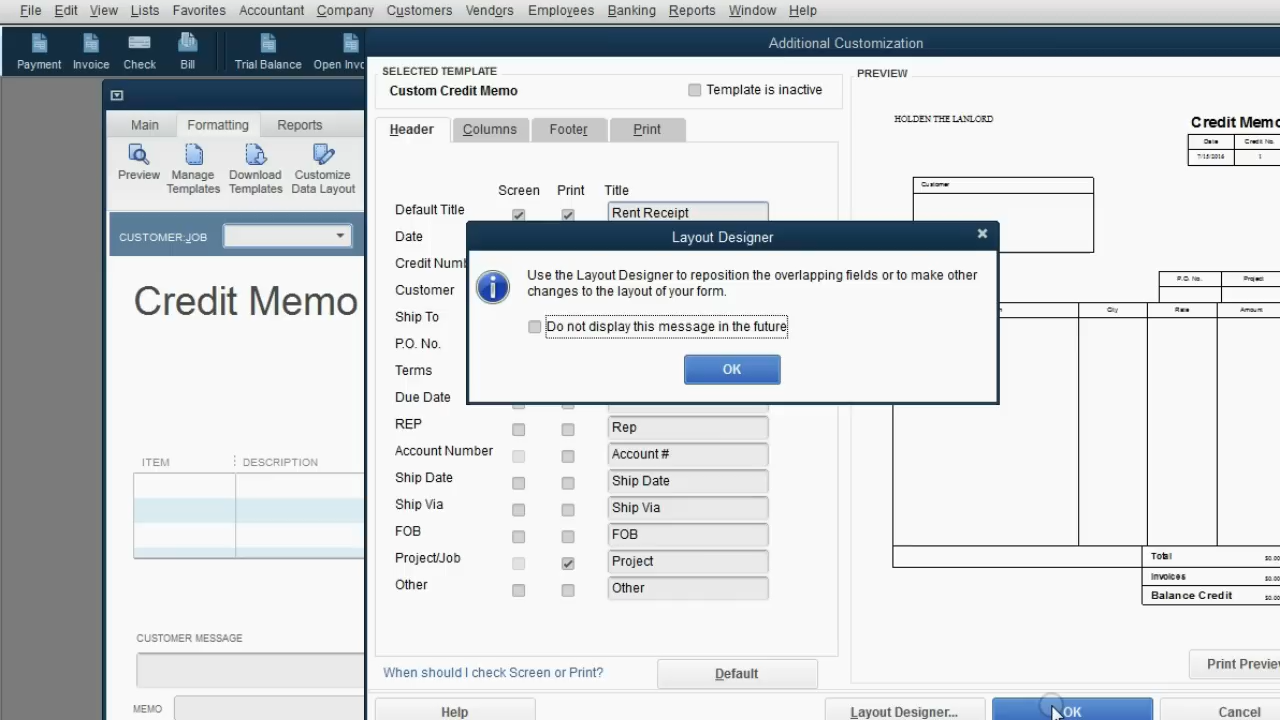 File Edit View Lists Favorites Accountant Company Customers Vendors Employees Banking Reports Window Help
Payment Invoice Check Bill Trial Balance Open Invo
Additional Customization
SELECTED TEMPLATE
Custom Credit Memo
Template is inactive
PREVIEW
Main Formatting Reports
Header Columns Footer Print
Preview Manage Templates Download Templates Customize Data Layout
HOLDEN THE LANLORD
Credit Memo
Date Credit No.
7/15/2016 1
Customer
CUSTOMER:JOB
Credit Memo
Screen Print Title
Default Title Rent Receipt
Date
Credit Numb
Customer
Ship To
P.O. No.
Terms
Due Date
REP Rep
Account Number Account #
Ship Date Ship Date
Ship Via Ship Via
FOB FOB
Project/Job Project
Other Other
Layout Designer
Use the Layout Designer to reposition the overlapping fields or to make other
changes to the layout of your form.
Do not display this message in the future
OK
P.O. No. Project
Qty Rate Amount
Total $0.00
Invoices $0.00
Balance Credit $0.00
ITEM DESCRIPTION
CUSTOMER MESSAGE
MEMO
When should I check Screen or Print?
Default
Print Preview
Help
Layout Designer...
OK
Cancel